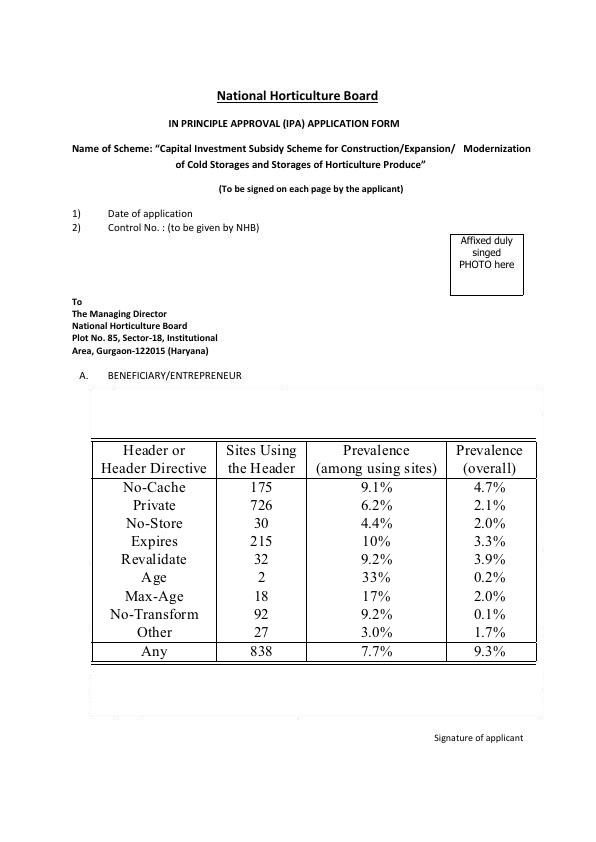 National Horticulture Board
IN PRINCIPLE APPROVAL (IPA) APPLICATION FORM
Name of Scheme: “Capital Investment Subsidy Scheme for Construction/Expansion/ Modernization
of Cold Storages and Storages of Horticulture Produce”
(To be signed on each page by the applicant)
1) Date of application
2) Control No. : (to be given by NHB)
Affixed duly
singed
PHOTO here
To
The Managing Director
National Horticulture Board
Plot No. 85, Sector-18, Institutional
Area, Gurgaon-122015 (Haryana)
A. BENEFICIARY/ENTREPRENEUR
Header or Sites Using Prevalence Prevalence
Header Directive the Header (among using sites) (overall)
No-Cache 175 9.1% 4.7%
Private 726 6.2% 2.1%
No-Store 30 4.4% 2.0%
Expires 215 10% 3.3%
Revalidate 32 9.2% 3.9%
Age 2 33% 0.2%
Max-Age 18 17% 2.0%
No-Transform 92 9.2% 0.1%
Other 27 3.0% 1.7%
Any 838 7.7% 9.3%
Signature of applicant